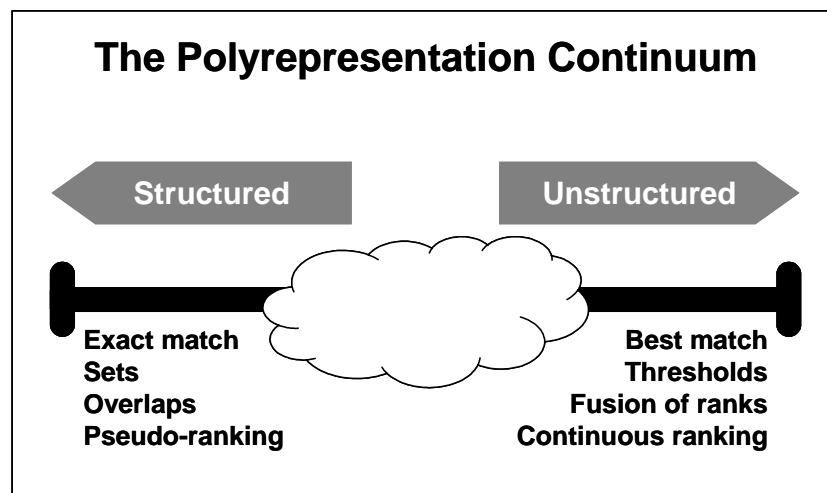 The Polyrepresentation Continuum
Structured
Unstructured
Exact match
Sets
Overlaps
Pseudo-ranking
Best match
Thresholds
Fusion of ranks
Continuous ranking